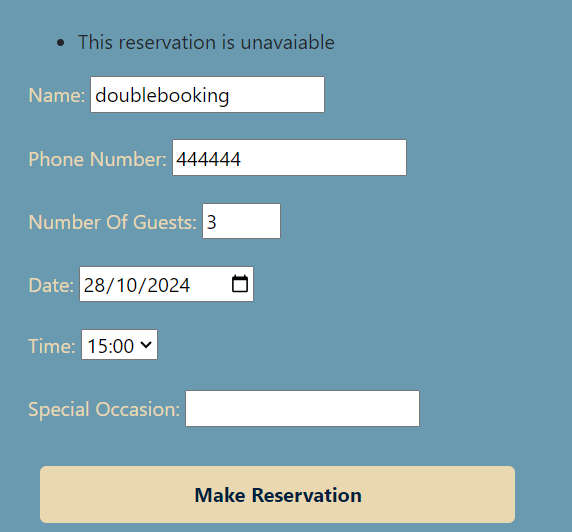 This reservation is unavaiable
Name: doublebooking
Phone Number: 444444
Number Of Guests: 3
Date: 28/10/2024
Time: 15:00
Special Occasion:
Make Reservation